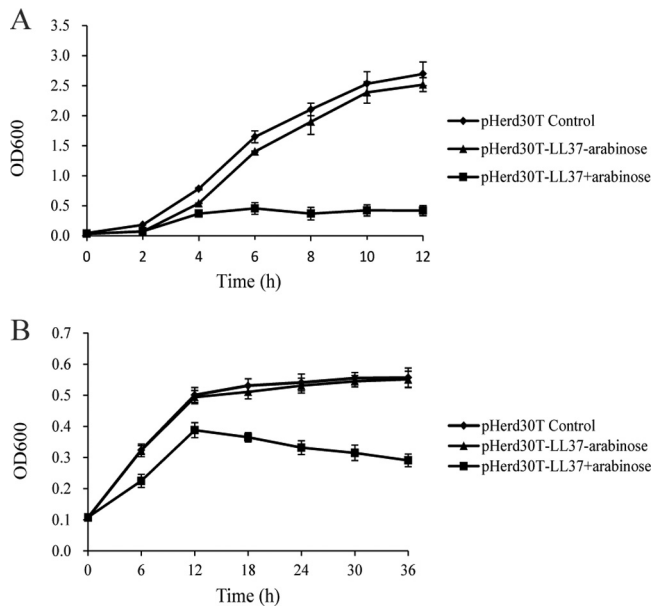 A
3.5
3.0
2.5
2.0
1.5
1.0
0.5
0.0
OD600
0 2 4 6 8 10 12
Time (h)
pHerd30T Control
pHerd30T-LL37-arabinose
pHerd30T-LL37+arabinose
B
0.7
0.6
0.5
0.4
0.3
0.2
0.1
0.0
OD600
0 6 12 18 24 30 36
Time (h)
pHerd30T Control
pHerd30T-LL37-arabinose
pHerd30T-LL37+arabinose